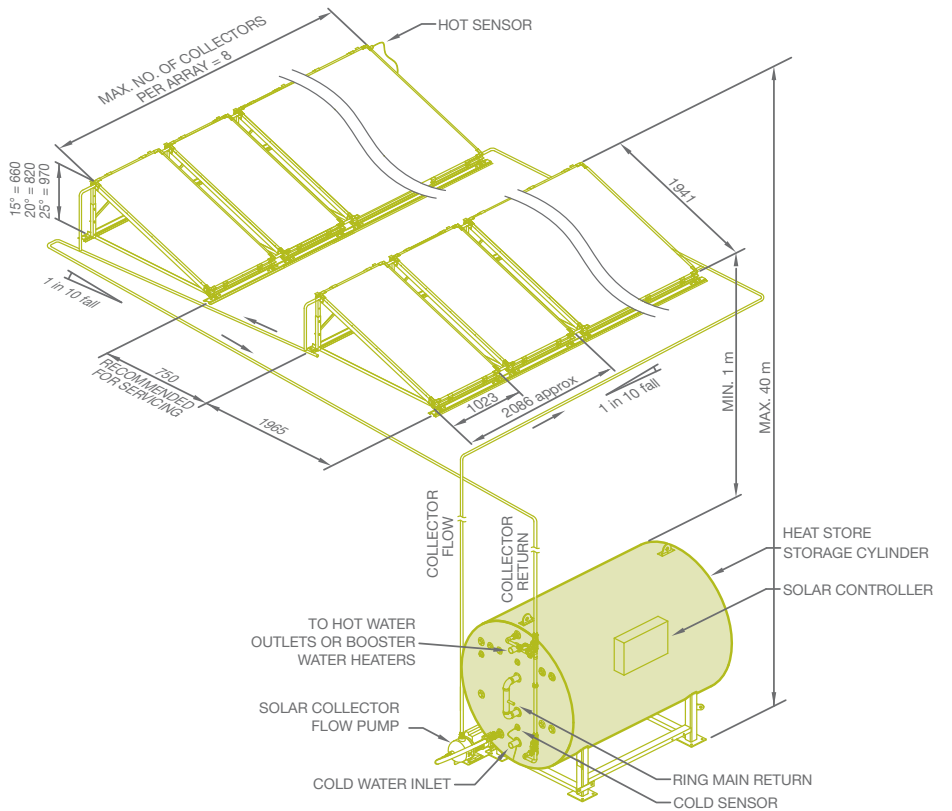 HOT SENSOR
MAX. NO. OF COLLECTORS
PER ARRAY = 8
15° = 660
20° = 820
25° = 970
1941
1 in 10 fall
750
RECOMMENDED
FOR SERVICING
1965
1023
2086 approx
1 in 10 fall
MIN. 1 m
MAX. 40 m
COLLECTOR
FLOW
COLLECTOR
RETURN
HEAT STORE
STORAGE CYLINDER
SOLAR CONTROLLER
TO HOT WATER
OUTLETS OR BOOSTER
WATER HEATERS
SOLAR COLLECTOR
FLOW PUMP
COLD WATER INLET
RING MAIN RETURN
COLD SENSOR